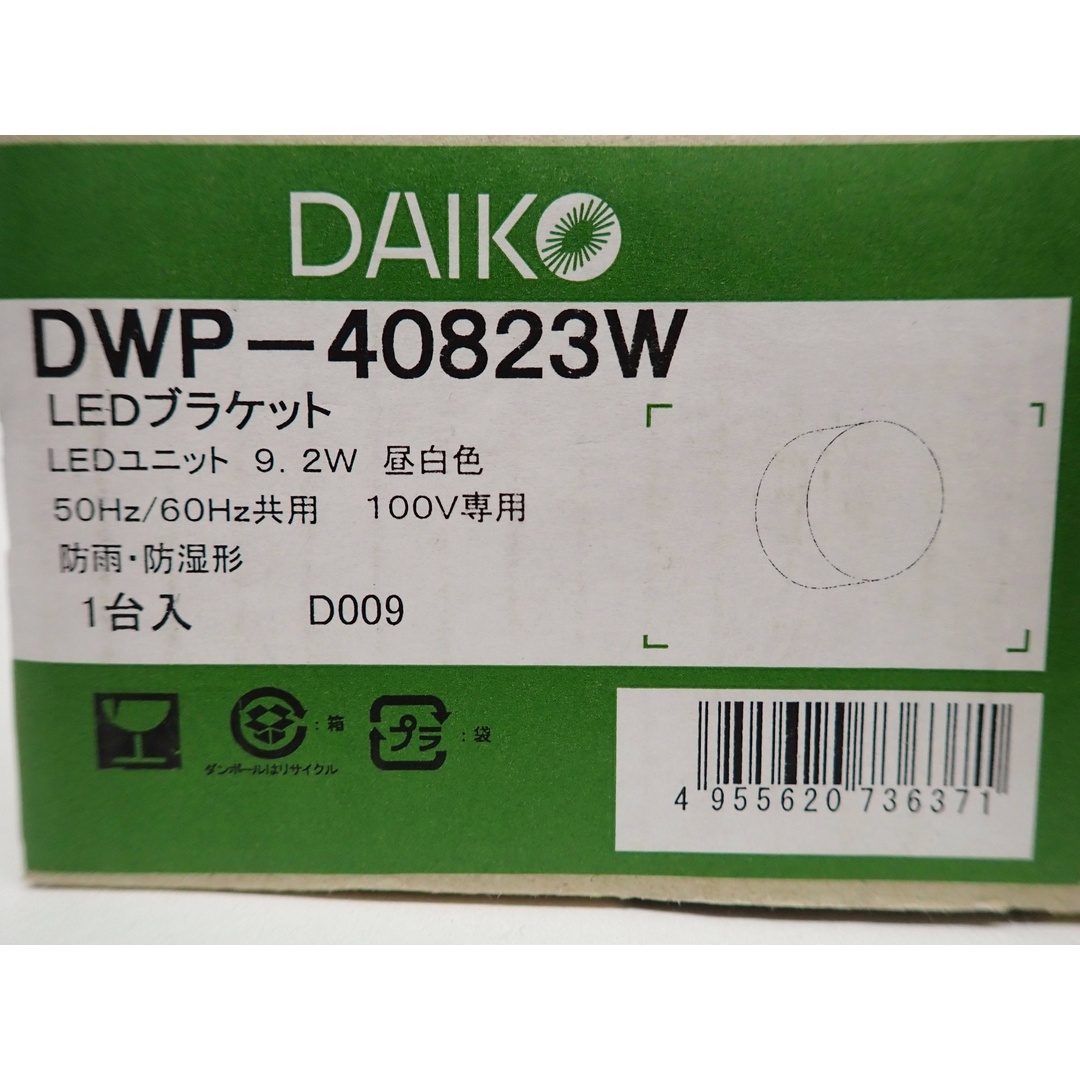 DAIKO
DWP-40823W
LEDブラケット
LEDユニット 9.2W 昼白色
50Hz/60Hz共用 100V専用
防雨・防湿形
1台入 D009
:箱
ダンボールはリサイクル
プラ :袋
4 955620 736371